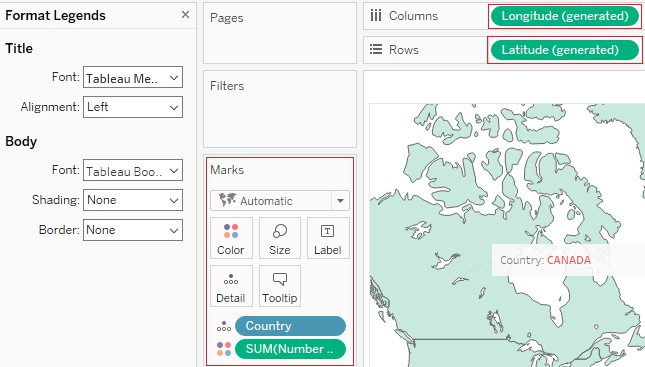 Format Legends
Title
Font: Tableau Me..
Alignment: Left
Body
Font: Tableau Boo..
Shading: None
Border: None
Pages
Filters
Marks
Automatic
Color Size Label
Detail Tooltip
Country
SUM(Number ..
Columns Longitude (generated)
Rows Latitude (generated)
Country: CANADA